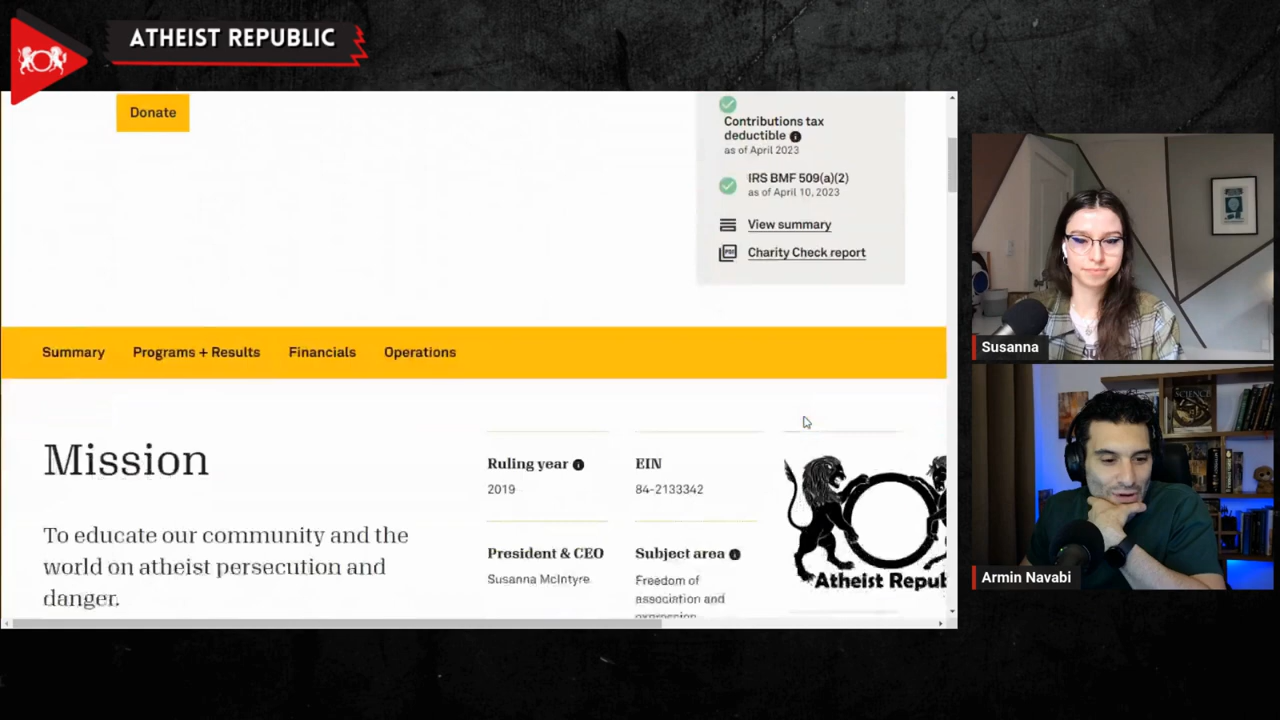 ATHEIST REPUBLIC
Donate
Contributions tax
deductible
as of April 2023
IRS BMF 509(a)(2)
as of April 10, 2023
View summary
Charity Check report
Summary
Programs + Results
Financials
Operations
Mission
To educate our community and the
world on atheist persecution and
danger.
Ruling year
2019
EIN
84-2133342
President & CEO
Susanna McIntyre
Subject area
Freedom of
association and
expression
Atheist Repub
Susanna
SCIENCE
Armin Navabi